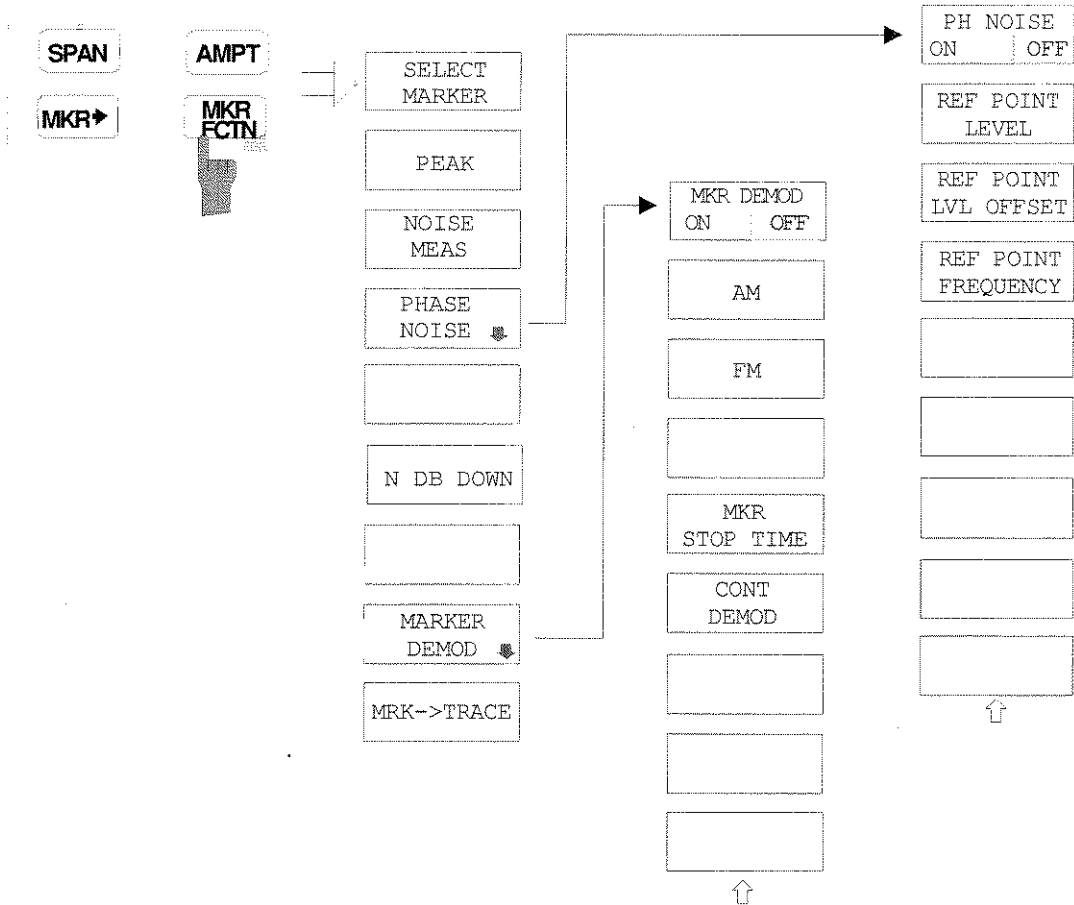 SPAN
AMPT
MKR➔
MKR
FCTN
SELECT
MARKER
PEAK
NOISE
MEAS
PHASE
NOISE
N DB DOWN
MARKER
DEMOD
MRK->TRACE
MKR DEMOD
ON OFF
AM
FM
MKR
STOP TIME
CONT
DEMOD
PH NOISE
ON OFF
REF POINT
LEVEL
REF POINT
LVL OFFSET
REF POINT
FREQUENCY